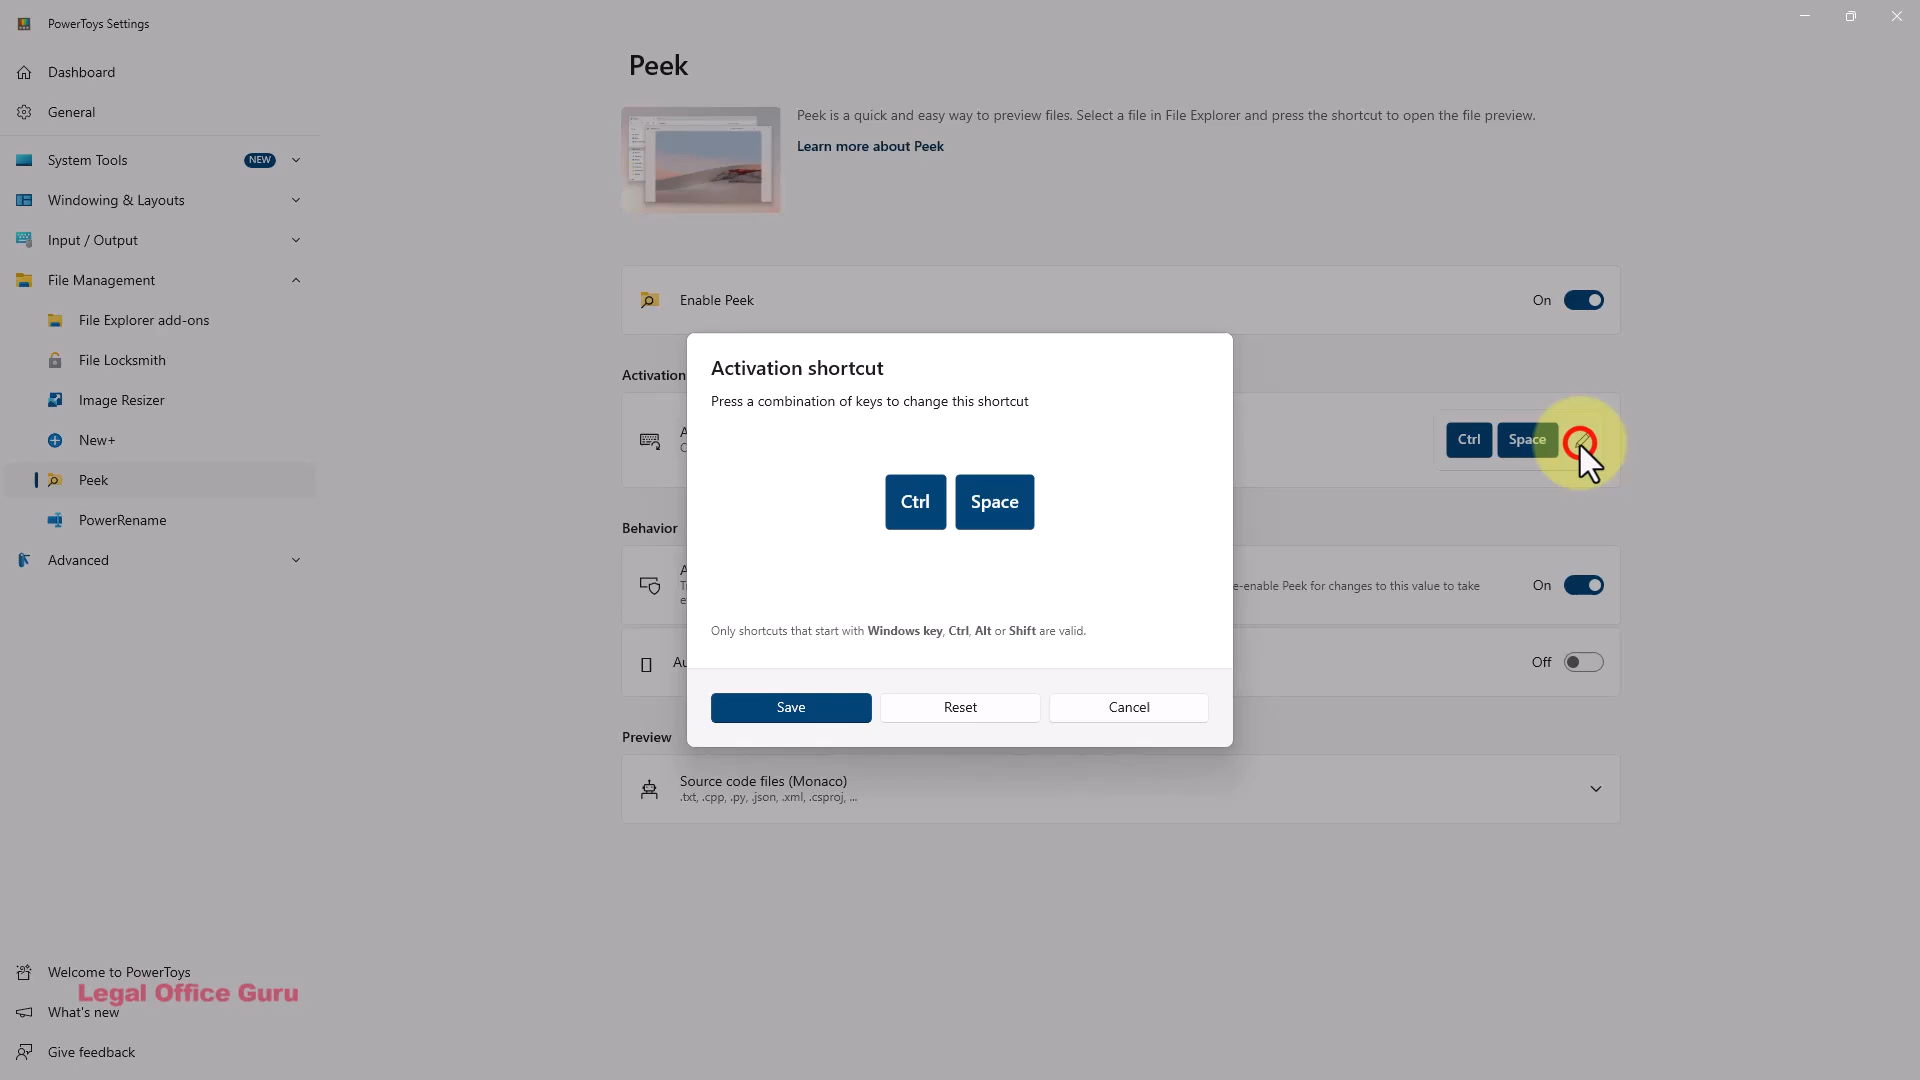 PowerToys Settings
Dashboard
General
System Tools
NEW
Windowing & Layouts
Input / Output
File Management
File Explorer add-ons
File Locksmith
Image Resizer
New+
Peek
PowerRename
Advanced
Welcome to PowerToys
Legal Office Guru
What's new
Give feedback
Peek
Peek is a quick and easy way to preview files. Select a file in File Explorer and press the shortcut to open the file preview.
Learn more about Peek
Enable Peek
On
Activation
Ctrl
Space
Behavior
e-enable Peek for changes to this value to take
On
Au
Off
Preview
Source code files (Monaco)
.txt, .cpp, .py, .json, .xml, .csproj, ...
Activation shortcut
Press a combination of keys to change this shortcut
Ctrl
Space
Only shortcuts that start with Windows key, Ctrl, Alt or Shift are valid.
Save
Reset
Cancel